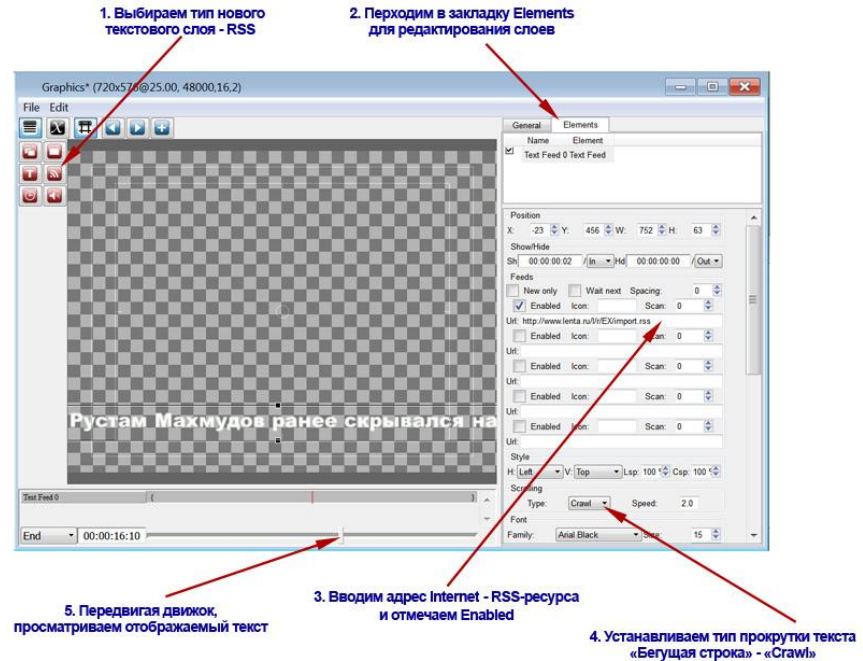 1. Выбираем тип нового
текстового слоя - RSS
2. Перходим в закладку Elements
для редактирования слоев
Graphics* (720x576@25.00, 48000,16,2)
File Edit
General Elements
Name Element
Text Feed 0 Text Feed
Position
X: -23 Y: 456 W: 752 H: 63
Show/Hide
Sh 00:00:00:02 / In Hd 00:00:00:00 / Out
Feeds
New only Wait next Spacing: 0
Enabled Icon: Scan: 0
Url: http://www.lenta.ru/l/r/EX/import.rss
Enabled Icon: Scan: 0
Url:
Enabled Icon: Scan: 0
Url:
Enabled Icon: Scan: 0
Url:
Enabled Icon: Scan: 0
Url:
Style
H: Left V: Top Lsp: 100 % Csp: 100 %
Scrolling
Type: Crawl Speed: 2.0
Font
Family: Arial Black Size: 15
Рустам Махмудов ранее скрывался на
Text Feed 0
End 00:00:16:10
3. Вводим адрес Internet - RSS-ресурса
и отмечаем Enabled
5. Передвигая движок,
просматриваем отображаемый текст
4. Устанавливаем тип прокрутки текста
«Бегущая строка» - «Crawl»